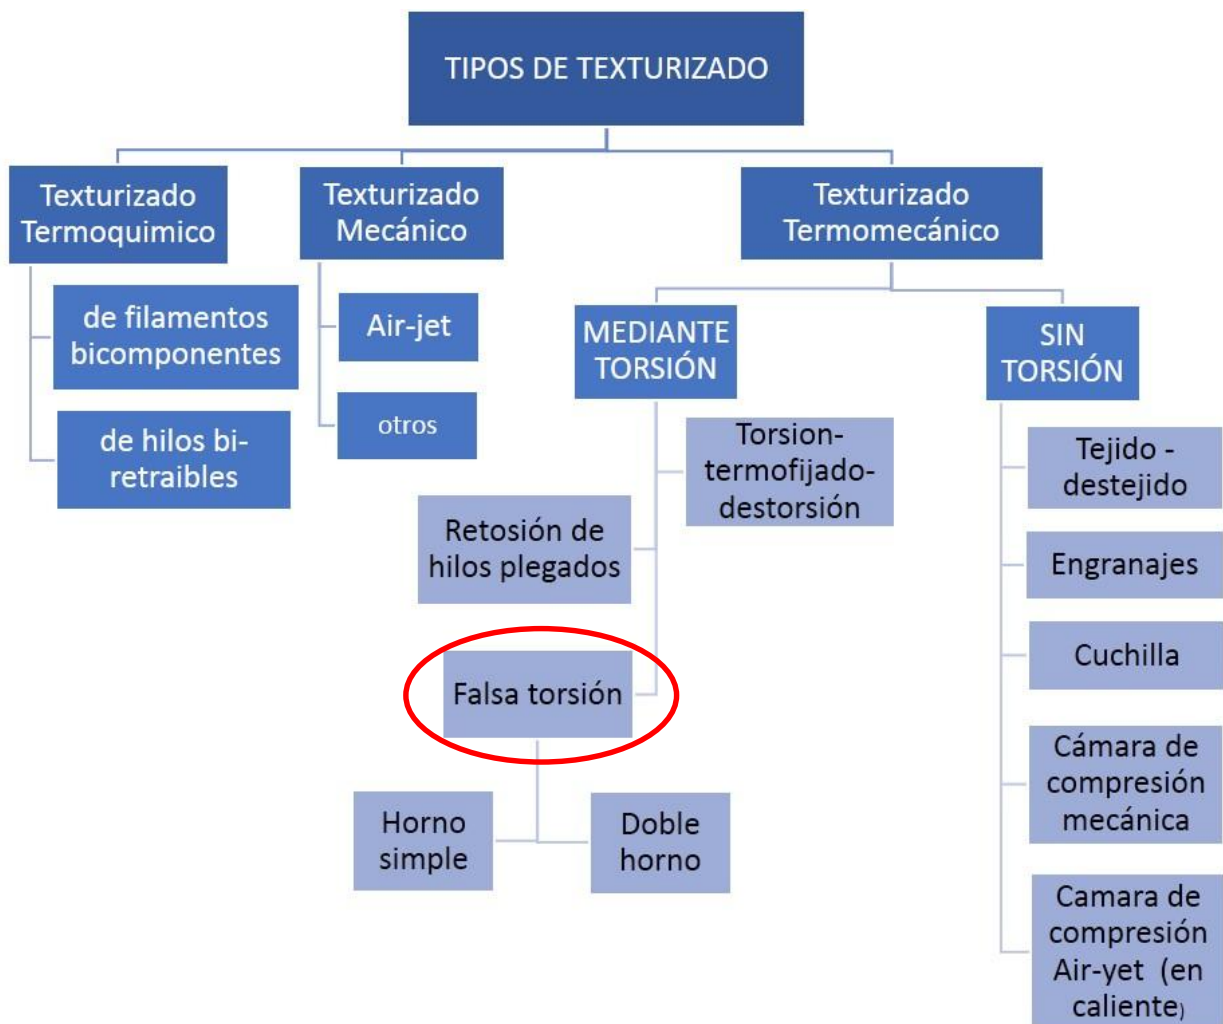 TIPOS DE TEXTURIZADO
Texturizado
Termoquimico
de filamentos
bicomponentes
de hilos bi-
retraibles
Texturizado
Mecánico
Air-jet
otros
Texturizado
Termomecánico
MEDIANTE
TORSIÓN
Torsion-
termofijado-
destorsión
Retosión de
hilos plegados
Falsa torsión
Horno
simple
Doble
horno
SIN
TORSIÓN
Tejido -
destejido
Engranajes
Cuchilla
Cámara de
compresión
mecánica
Camara de
compresión
Air-yet (en
caliente)